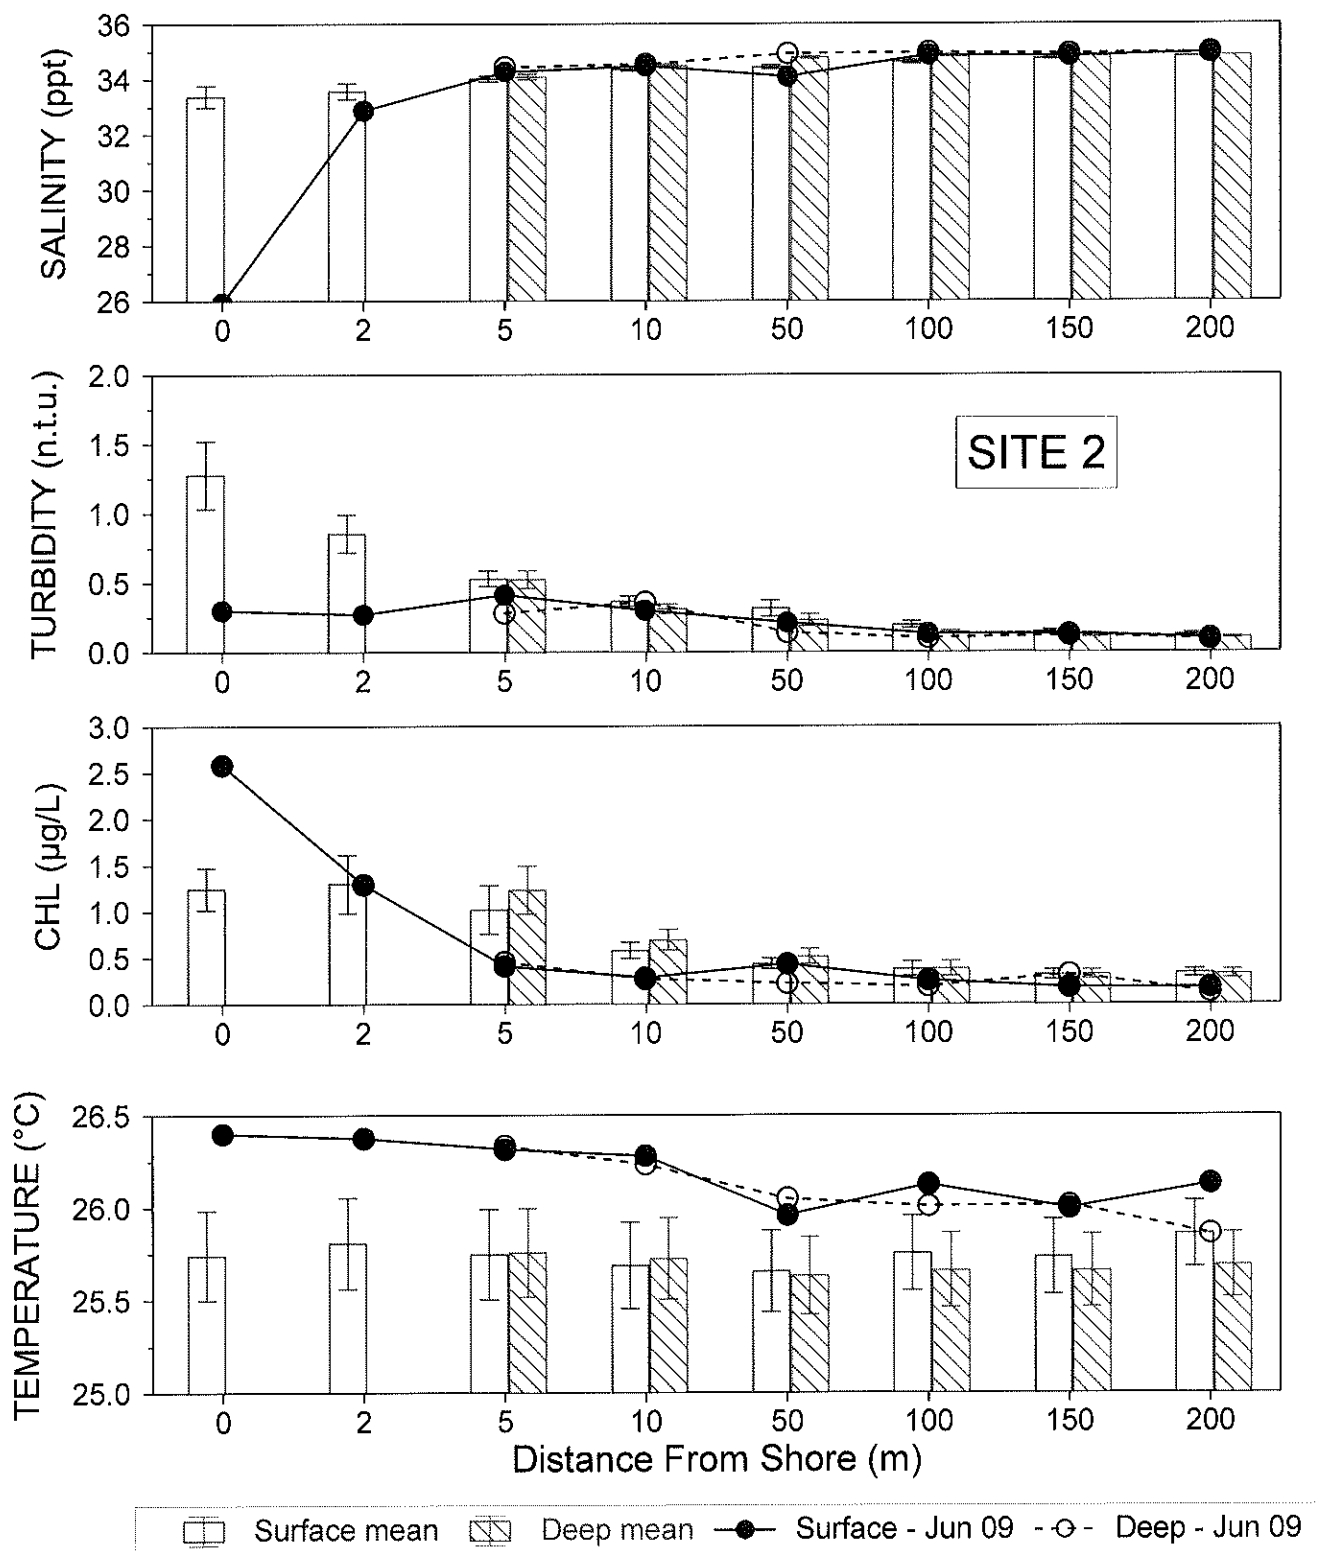 SALINITY (ppt)
36
34
32
30
28
26
0 2 5 10 50 100 150 200
TURBIDITY (n.t.u.)
2.0
1.5
1.0
0.5
0.0
SITE 2
0 2 5 10 50 100 150 200
CHL (µg/L)
3.0
2.5
2.0
1.5
1.0
0.5
0.0
0 2 5 10 50 100 150 200
TEMPERATURE (°C)
26.5
26.0
25.5
25.0
0 2 5 10 50 100 150 200
Distance From Shore (m)
Surface mean Deep mean Surface - Jun 09 Deep - Jun 09